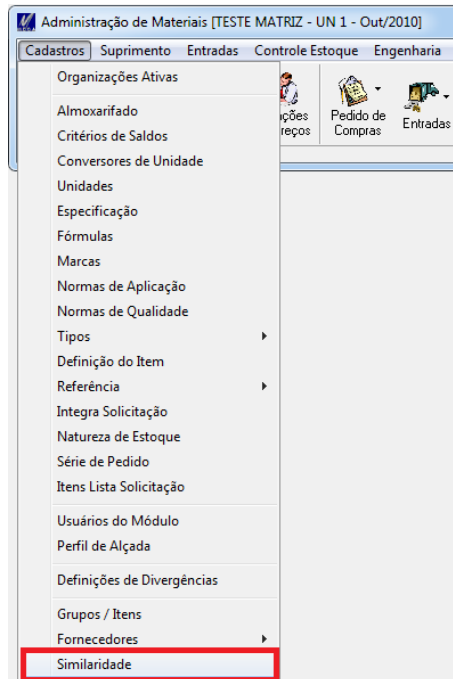 Administração de Materiais [TESTE MATRIZ - UN 1 - Out/2010]
Cadastros Suprimento Entradas Controle Estoque Engenharia
Pedido de
Compras
Entradas
Organizações Ativas
Almoxarifado
Critérios de Saldos
Conversores de Unidade
Unidades
Especificação
Fórmulas
Marcas
Normas de Aplicação
Normas de Qualidade
Tipos
Definição do Item
Referência
Integra Solicitação
Natureza de Estoque
Série de Pedido
Itens Lista Solicitação
Usuários do Módulo
Perfil de Alçada
Definições de Divergências
Grupos / Itens
Fornecedores
Similaridade